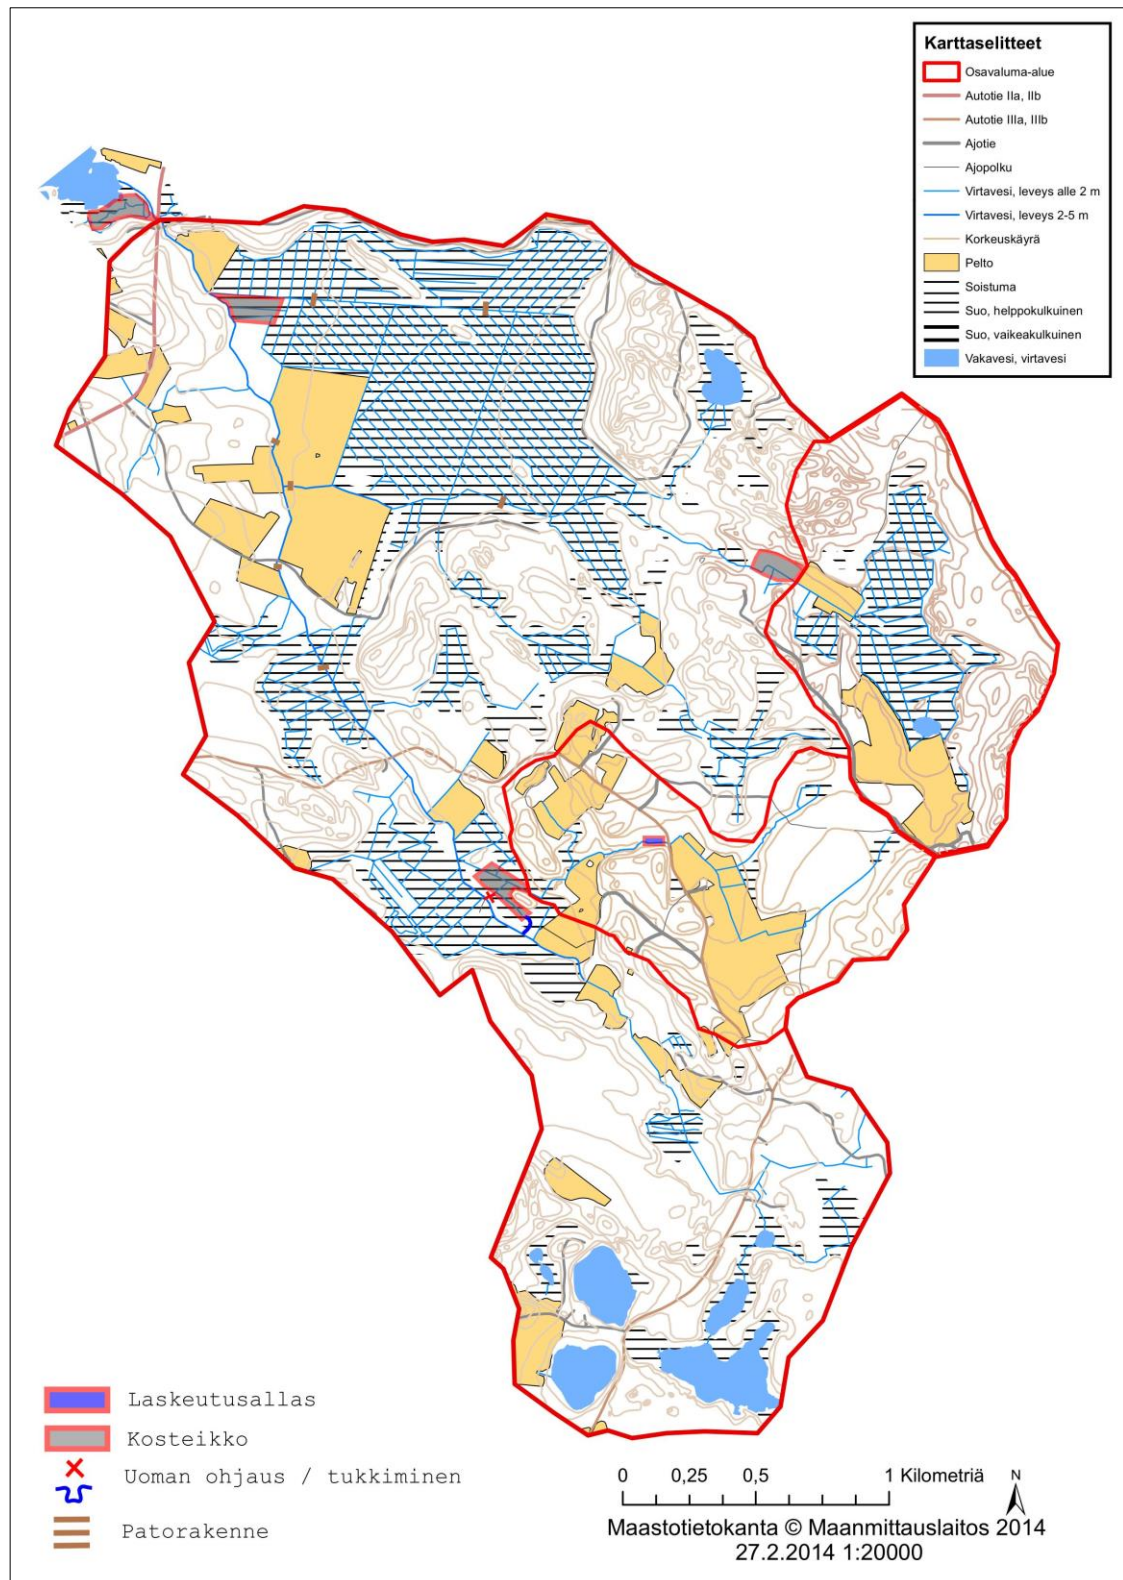 Karttaselitteet
Osavaluma-alue
Autotie IIa, IIb
Autotie IIIa, IIIb
Ajotie
Ajopolku
Virtavesi, leveys alle 2 m
Virtavesi, leveys 2-5 m
Korkeuskäyrä
Pelto
Soistuma
Suo, helppokulkuinen
Suo, vaikeakulkuinen
Vakavesi, virtavesi
Laskeutusallas
Kosteikko
Uoman ohjaus / tukkiminen
Patorakenne
0 0,25 0,5 1 Kilometriä
N
Maastotietokanta © Maanmittauslaitos 2014
27.2.2014 1:20000